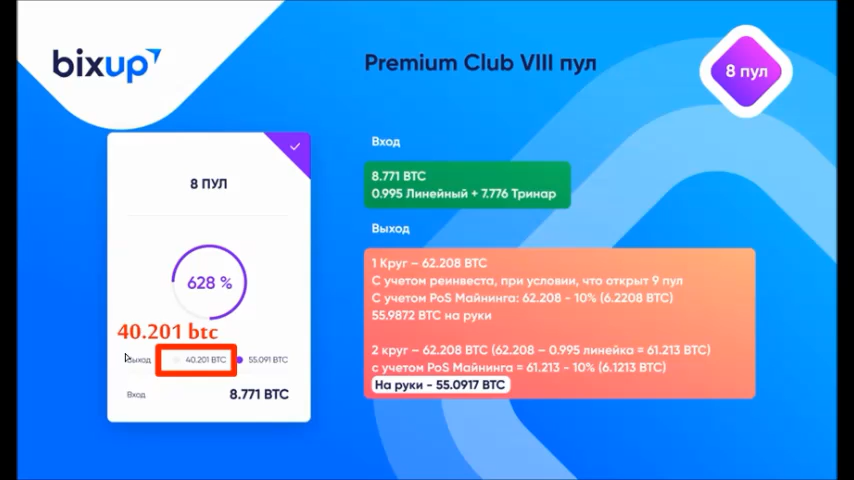 bixup
Premium Club VIII пул
8 пул
8 ПУЛ
628 %
40.201 btc
Выход 40.201 BTC 55.091 BTC
Вход 8.771 BTC
Вход
8.771 BTC
0.995 Линейный + 7.776 Тринар
Выход
1 Круг – 62.208 BTC
С учетом реинвеста, при условии, что открыт 9 пул
С учетом PoS Майнинга: 62.208 - 10% (6.2208 BTC)
55.9872 BTC на руки
2 круг – 62.208 BTC (62.208 – 0.995 линейка = 61.213 BTC)
с учетом PoS Майнинга = 61.213 - 10% (6.1213 BTC)
На руки - 55.0917 BTC